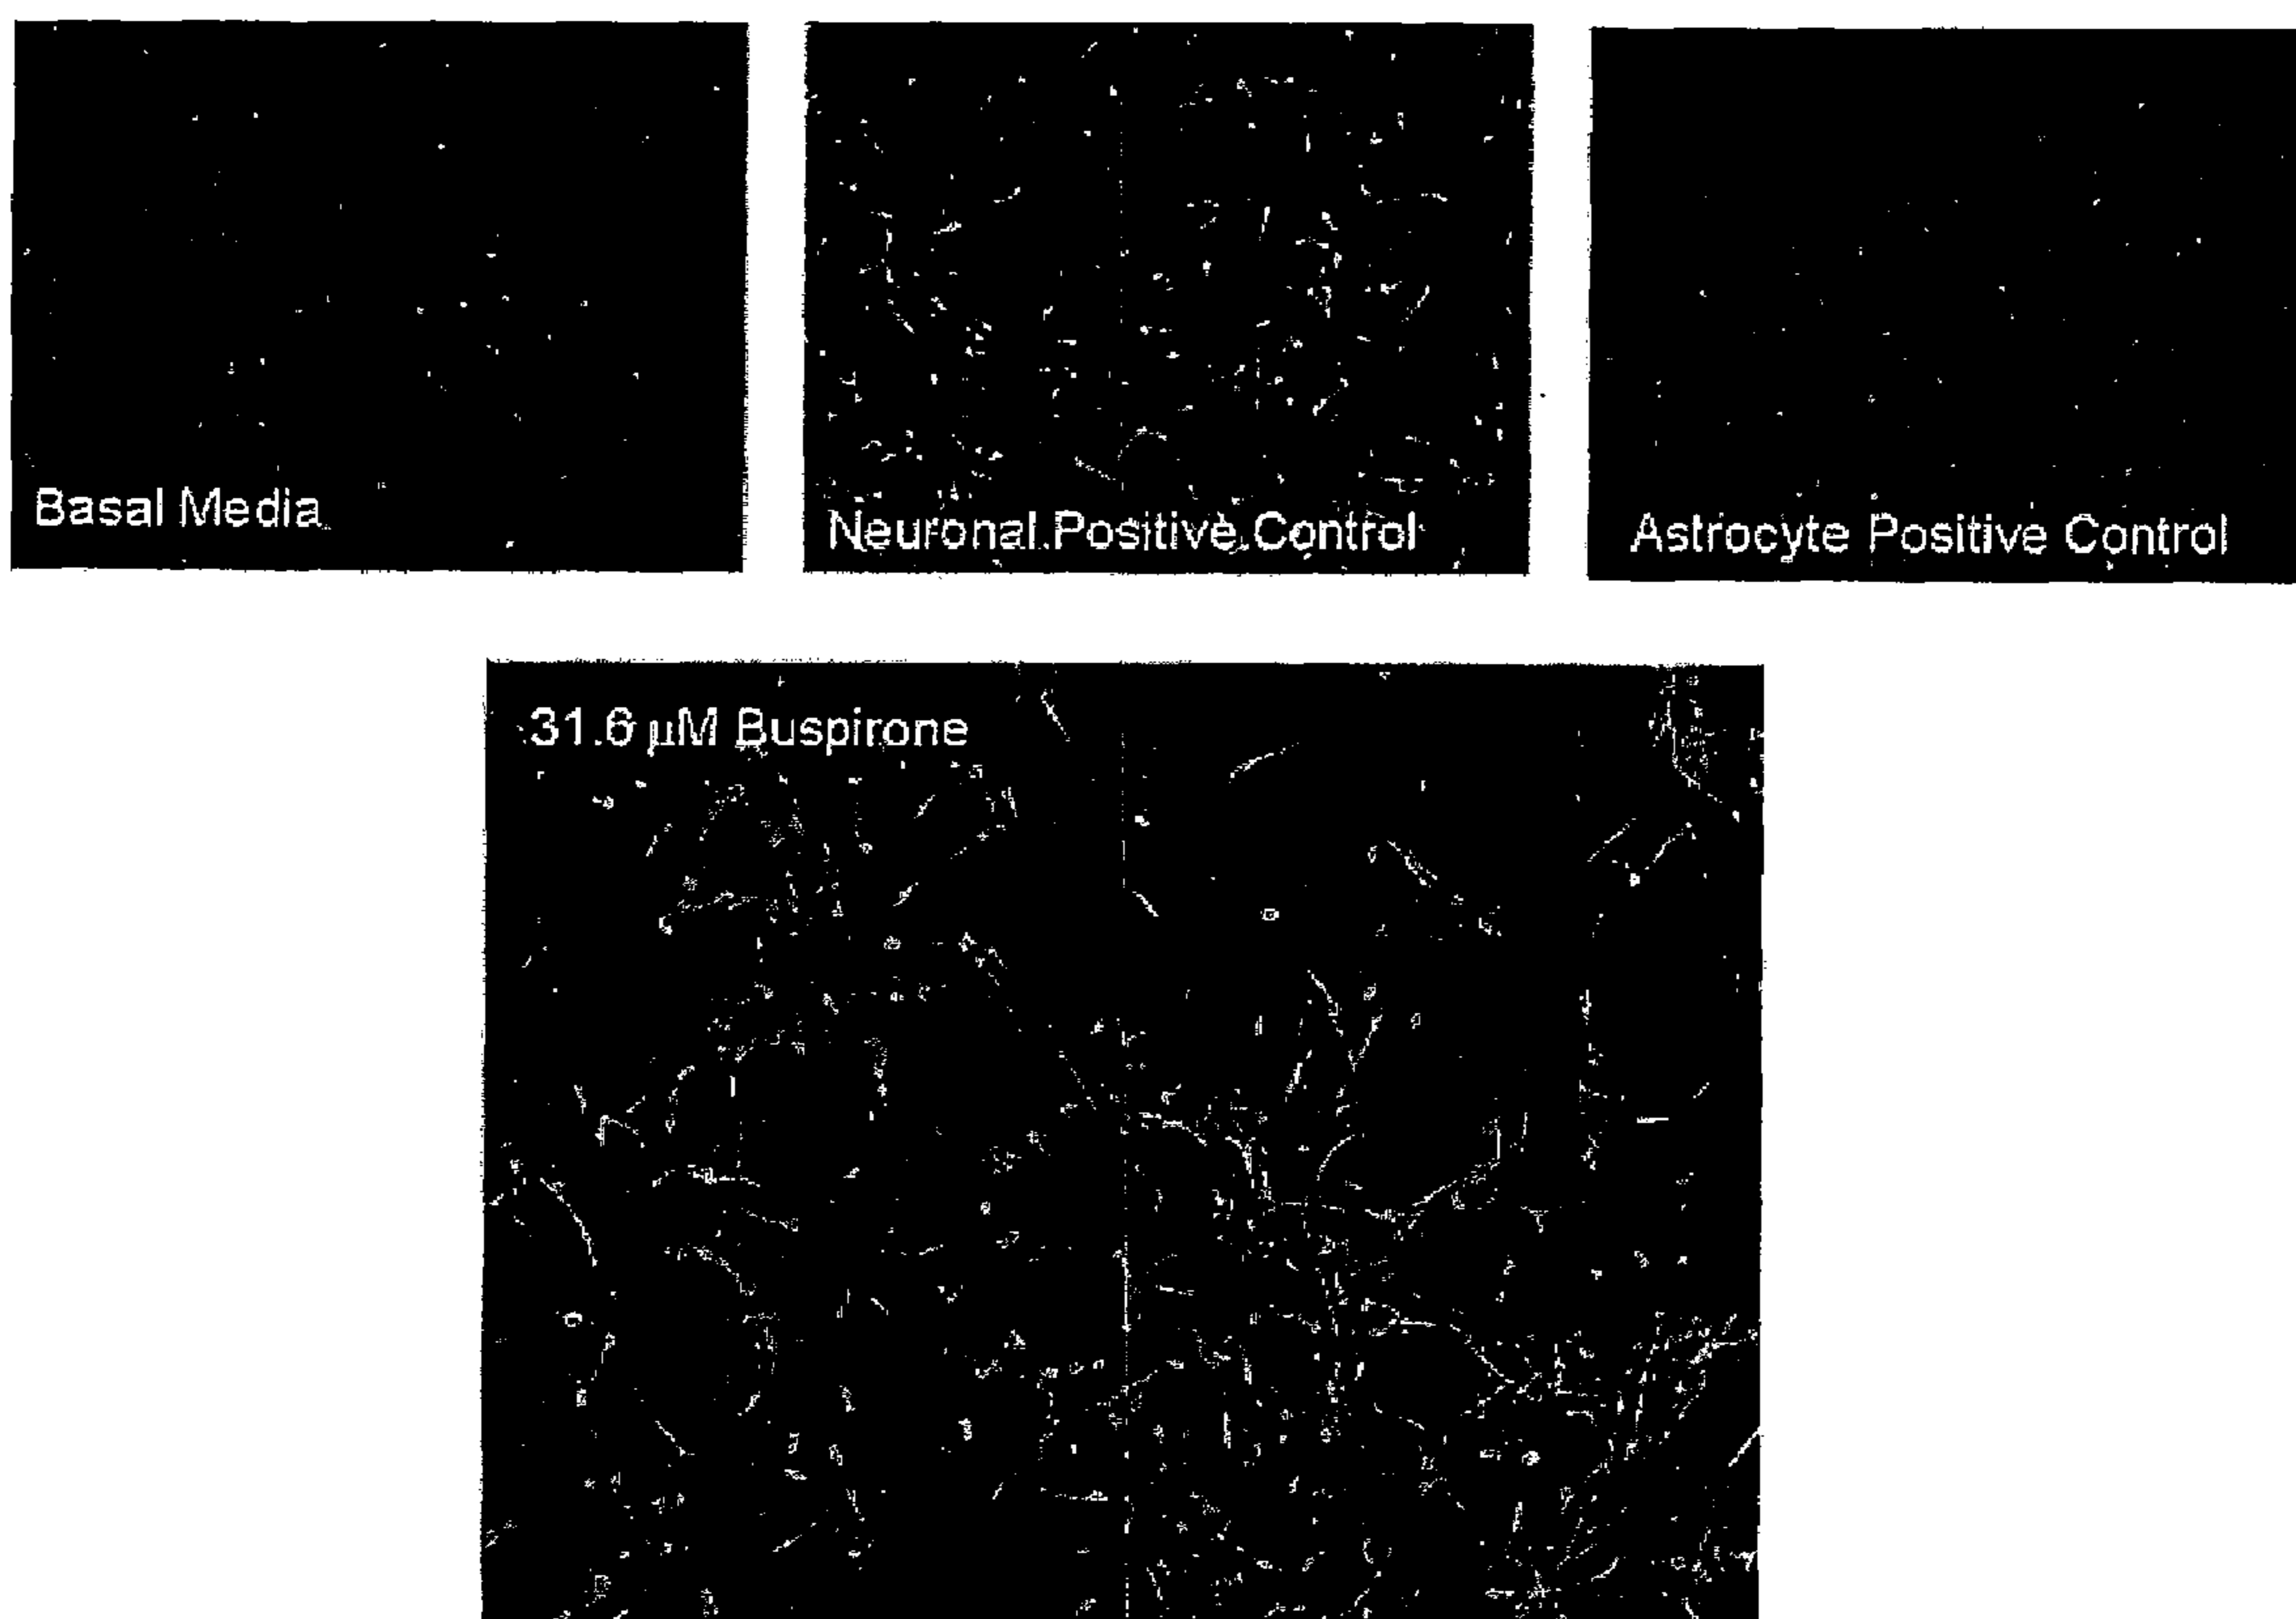 Basal Media
Neuronal Positive Control
Astrocyte Positive Control
31.6 μM Buspirone